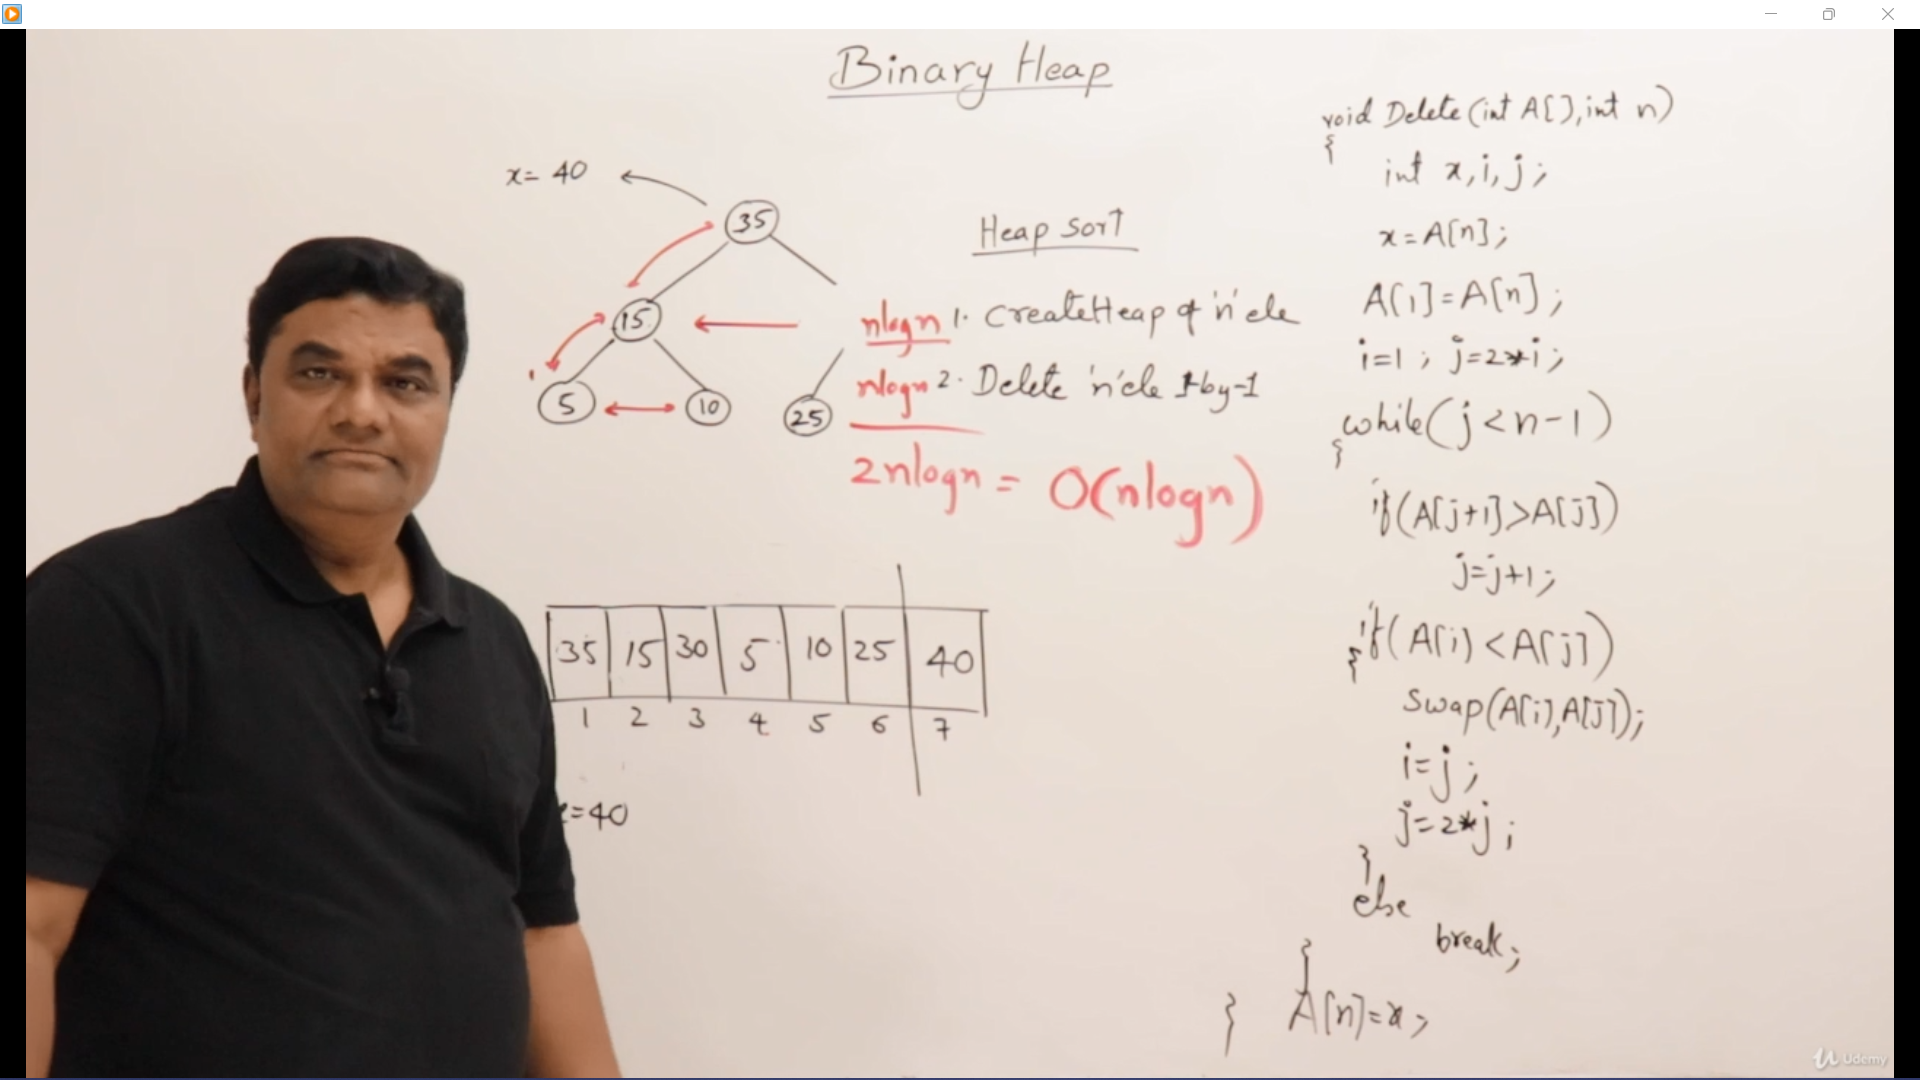 Binary Heap
x= 40
35
15
5
10
25
Heap Sort
nlogn 1. CreateHeap of 'n' ele
nlogn 2. Delete 'n' ele 1-by-1
2nlogn = O(nlogn)
35 15 30 5 10 25 40
1 2 3 4 5 6 7
=40
void Delete(int A[],int n)
{
int x,i,j;
x=A[n];
A[1]=A[n];
i=1; j=2*i;
while(j<n-1)
{
if(A[j+1]>A[j])
j=j+1;
if(A[i]<A[j])
{
Swap(A[i],A[j]);
i=j;
j=2*j;
}
else
break;
}
A[n]=x;
}
Udemy